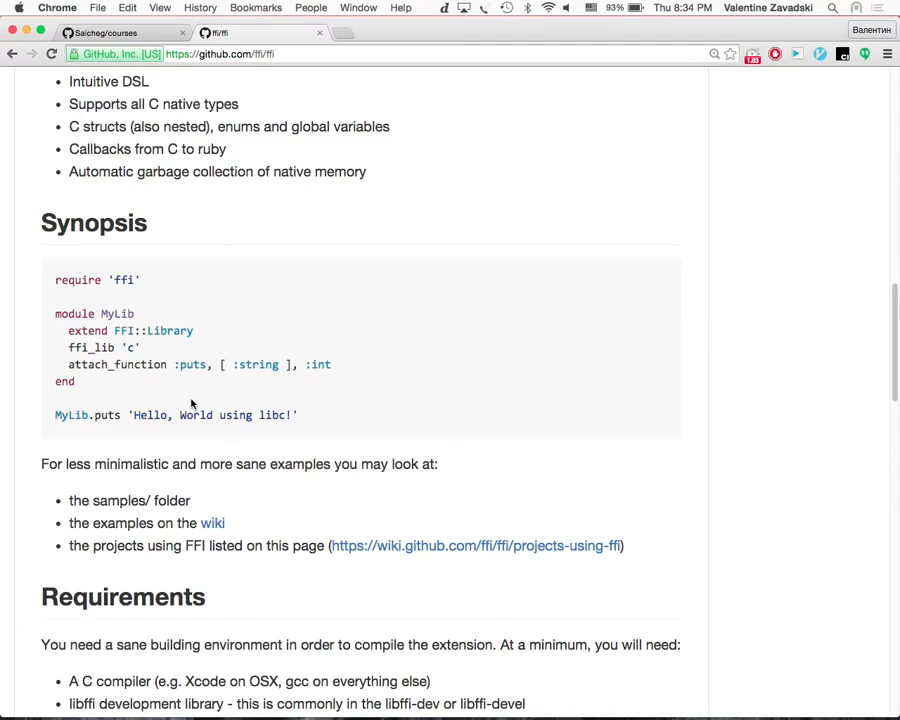 Chrome File Edit View History Bookmarks People Window Help d 93% Thu 8:34 PM Valentine Zavadski
Saicheg/courses ffi/ffi Валентин
GitHub, Inc. [US] https://github.com/ffi/ffi 1.83
• Intuitive DSL
• Supports all C native types
• C structs (also nested), enums and global variables
• Callbacks from C to ruby
• Automatic garbage collection of native memory
Synopsis
require 'ffi'
module MyLib
extend FFI::Library
ffi_lib 'c'
attach_function :puts, [ :string ], :int
end
MyLib.puts 'Hello, World using libc!'
For less minimalistic and more sane examples you may look at:
• the samples/ folder
• the examples on the wiki
• the projects using FFI listed on this page (https://wiki.github.com/ffi/ffi/projects-using-ffi)
Requirements
You need a sane building environment in order to compile the extension. At a minimum, you will need:
• A C compiler (e.g. Xcode on OSX, gcc on everything else)
• libffi development library - this is commonly in the libffi-dev or libffi-devel